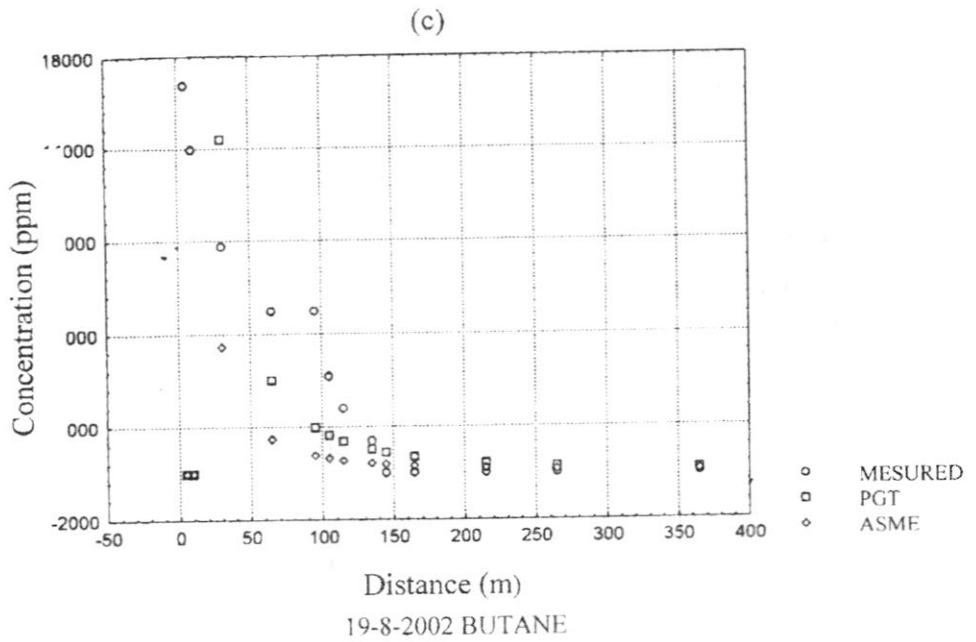 (c)
18000
000
000
000
000
-2000
-50 0 50 100 150 200 250 300 350 400
Concentration (ppm)
Distance (m)
19-8-2002 BUTANE
MESURED
PGT
ASME